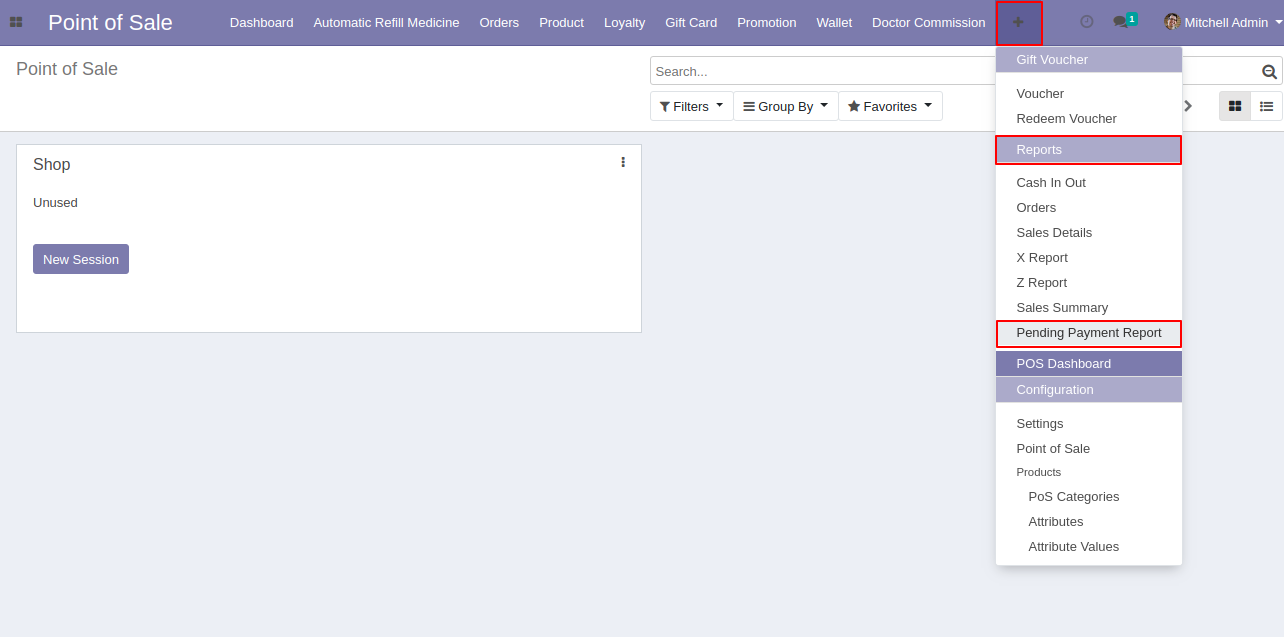 Point of Sale Dashboard Automatic Refill Medicine Orders Product Loyalty Gift Card Promotion Wallet Doctor Commission + 1 Mitchell Admin
Point of Sale
Search...
Filters Group By Favorites
Shop
Unused
New Session
Gift Voucher
Voucher
Redeem Voucher
Reports
Cash In Out
Orders
Sales Details
X Report
Z Report
Sales Summary
Pending Payment Report
POS Dashboard
Configuration
Settings
Point of Sale
Products
PoS Categories
Attributes
Attribute Values